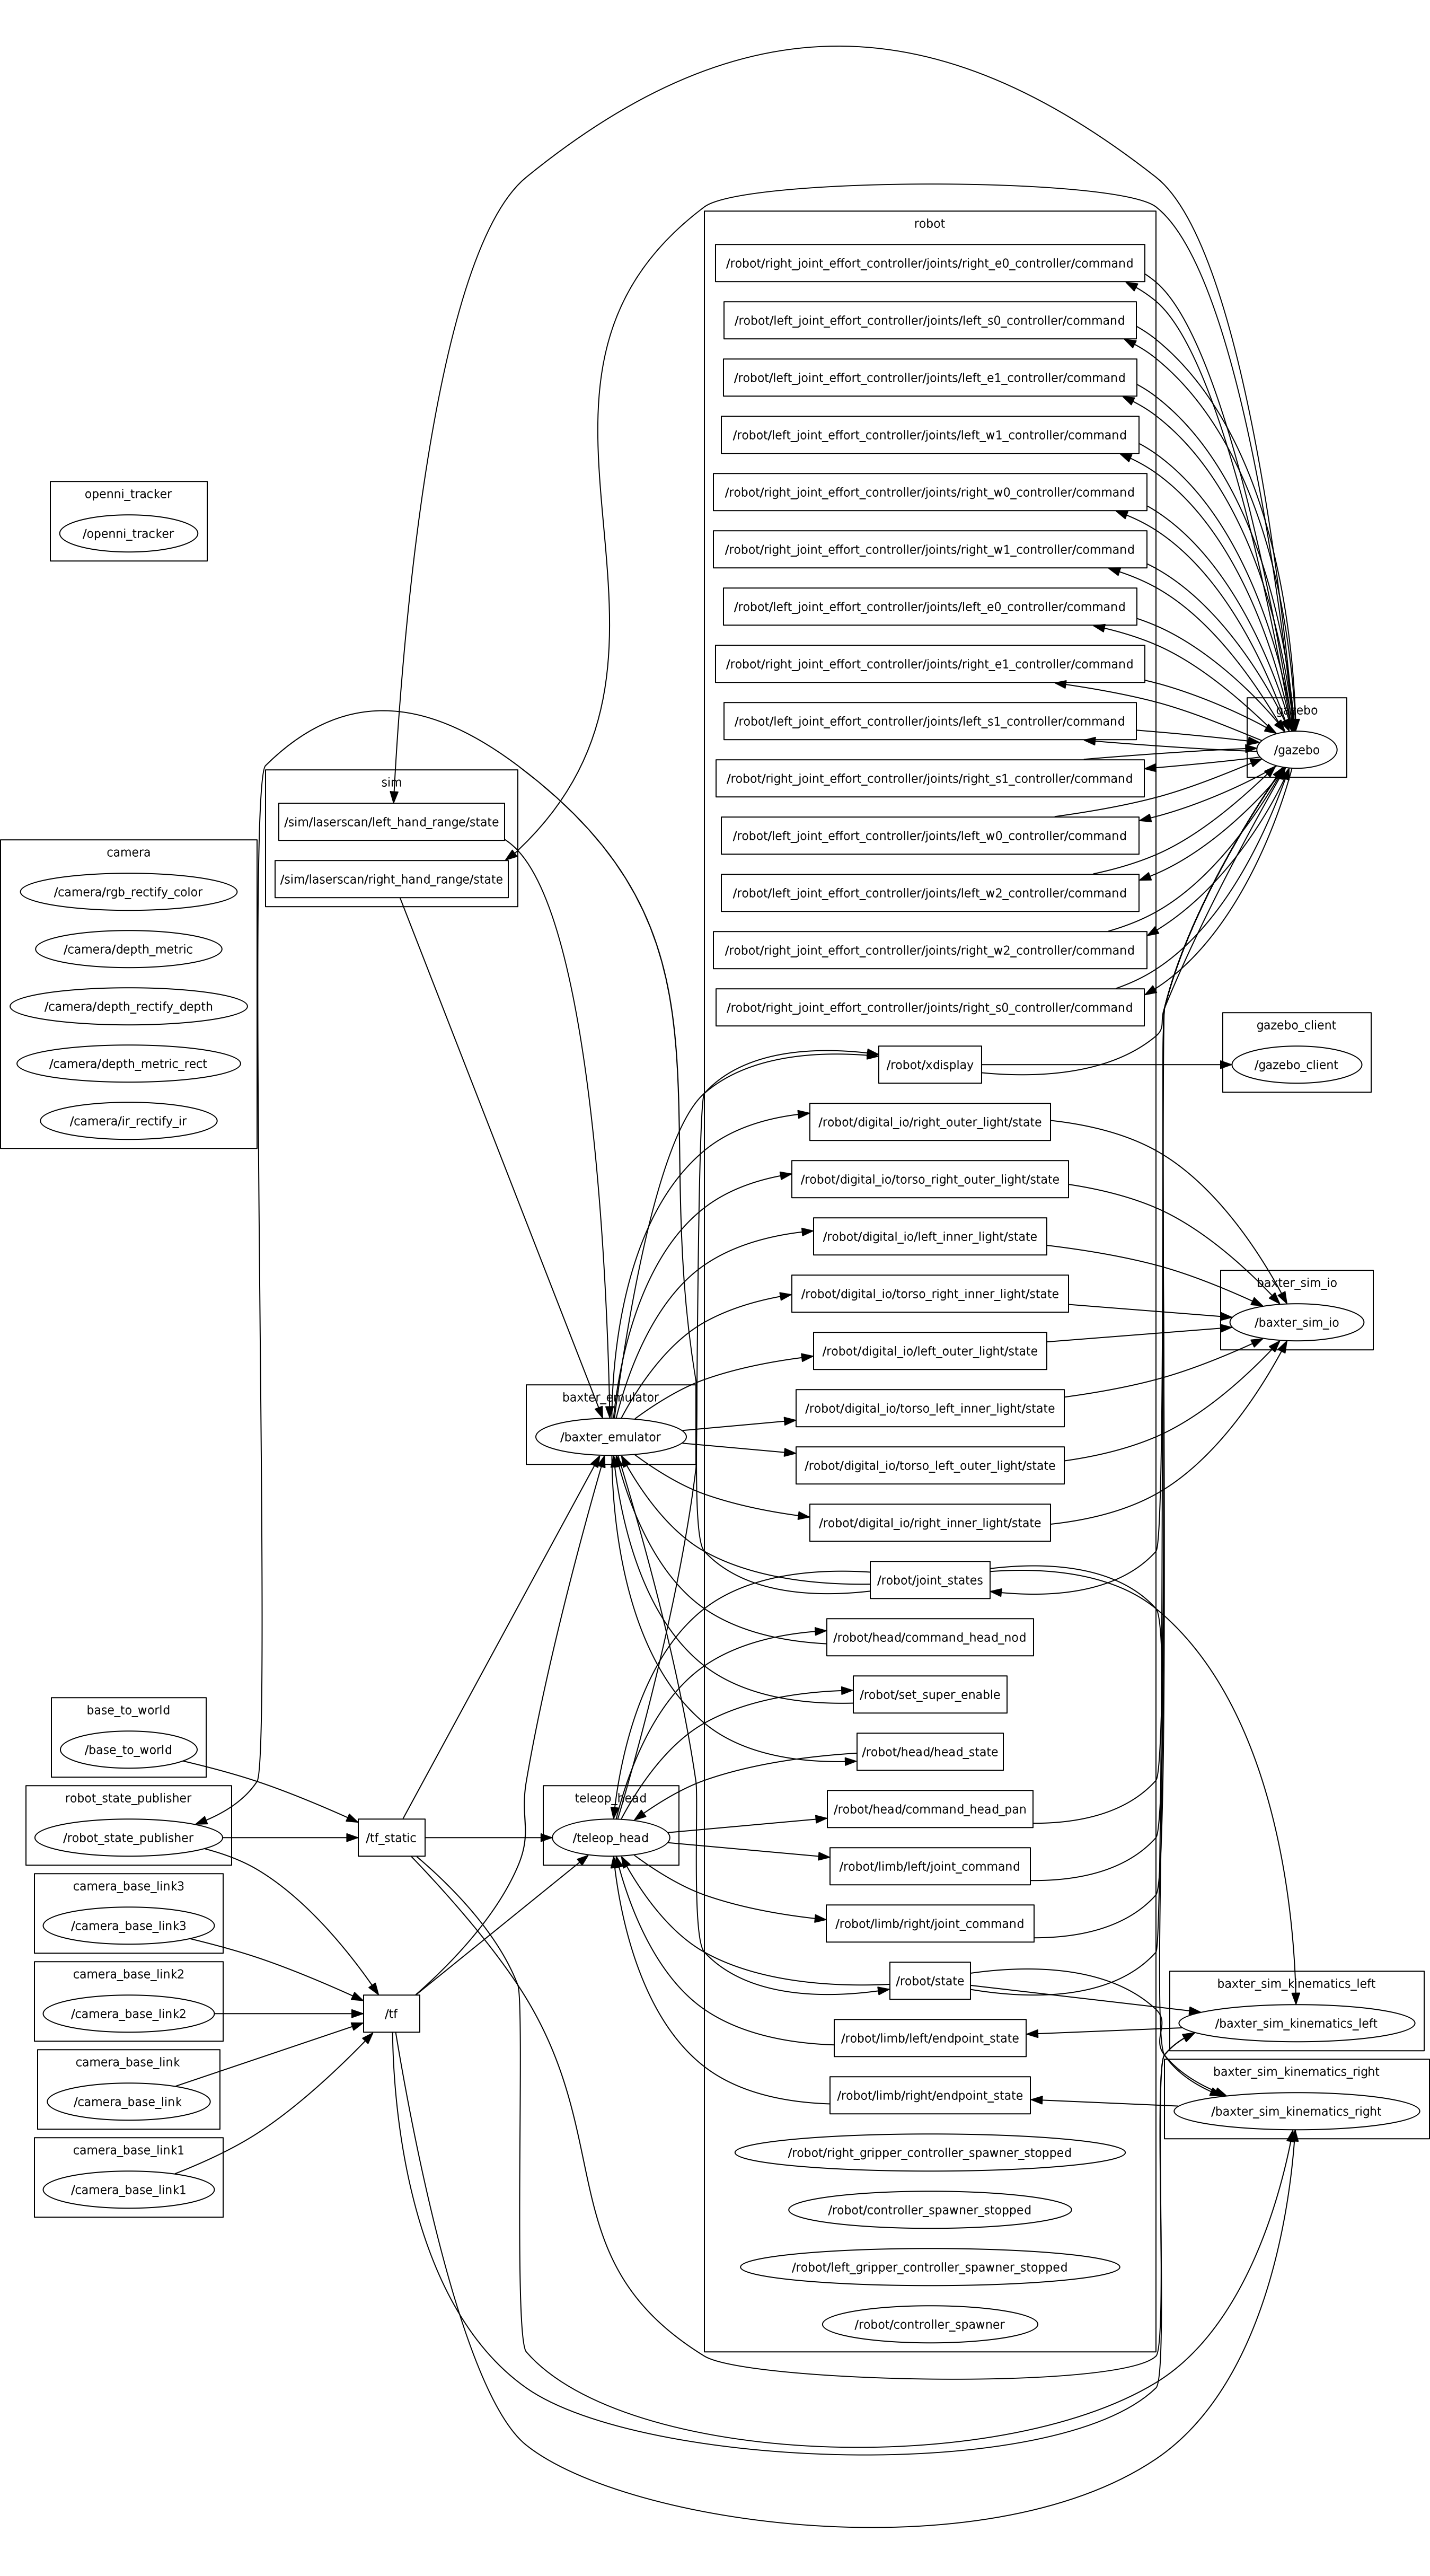 robot
/robot/right_joint_effort_controller/joints/right_e0_controller/command
/robot/left_joint_effort_controller/joints/left_s0_controller/command
/robot/left_joint_effort_controller/joints/left_e1_controller/command
/robot/left_joint_effort_controller/joints/left_w1_controller/command
/robot/right_joint_effort_controller/joints/right_w0_controller/command
/robot/right_joint_effort_controller/joints/right_w1_controller/command
/robot/left_joint_effort_controller/joints/left_e0_controller/command
/robot/right_joint_effort_controller/joints/right_e1_controller/command
/robot/left_joint_effort_controller/joints/left_s1_controller/command
/robot/right_joint_effort_controller/joints/right_s1_controller/command
/robot/left_joint_effort_controller/joints/left_w0_controller/command
/robot/left_joint_effort_controller/joints/left_w2_controller/command
/robot/right_joint_effort_controller/joints/right_w2_controller/command
/robot/right_joint_effort_controller/joints/right_s0_controller/command
/robot/xdisplay
/robot/digital_io/right_outer_light/state
/robot/digital_io/torso_right_outer_light/state
/robot/digital_io/left_inner_light/state
/robot/digital_io/torso_right_inner_light/state
/robot/digital_io/left_outer_light/state
/robot/digital_io/torso_left_inner_light/state
/robot/digital_io/torso_left_outer_light/state
/robot/digital_io/right_inner_light/state
/robot/joint_states
/robot/head/command_head_nod
/robot/set_super_enable
/robot/head/head_state
/robot/head/command_head_pan
/robot/limb/left/joint_command
/robot/limb/right/joint_command
/robot/state
/robot/limb/left/endpoint_state
/robot/limb/right/endpoint_state
/robot/right_gripper_controller_spawner_stopped
/robot/controller_spawner_stopped
/robot/left_gripper_controller_spawner_stopped
/robot/controller_spawner
openni_tracker
/openni_tracker
camera
/camera/rgb_rectify_color
/camera/depth_metric
/camera/depth_rectify_depth
/camera/depth_metric_rect
/camera/ir_rectify_ir
sim
/sim/laserscan/left_hand_range/state
/sim/laserscan/right_hand_range/state
base_to_world
/base_to_world
robot_state_publisher
/robot_state_publisher
camera_base_link3
/camera_base_link3
camera_base_link2
/camera_base_link2
camera_base_link
/camera_base_link
camera_base_link1
/camera_base_link1
/tf_static
/tf
baxter_emulator
/baxter_emulator
teleop_head
/teleop_head
gazebo
/gazebo
gazebo_client
/gazebo_client
baxter_sim_io
/baxter_sim_io
baxter_sim_kinematics_left
/baxter_sim_kinematics_left
baxter_sim_kinematics_right
/baxter_sim_kinematics_right